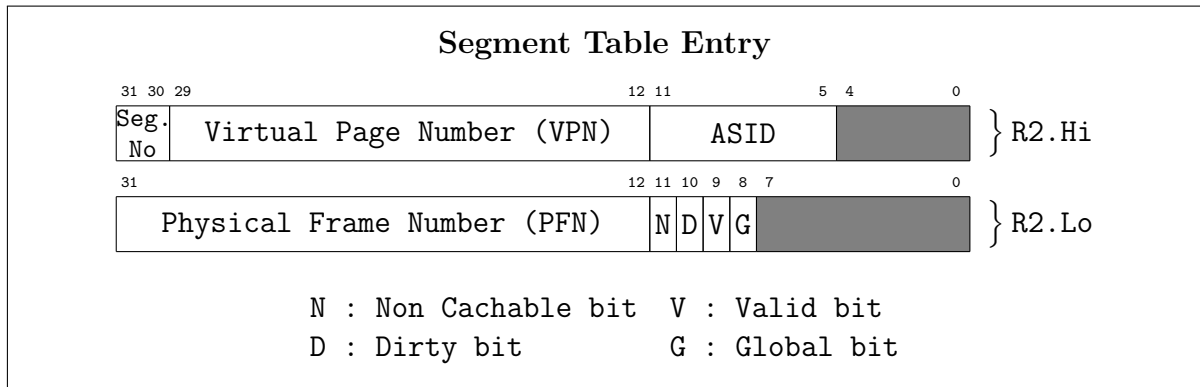 Segment Table Entry
31 30 29 12 11 5 4 0
Seg. No Virtual Page Number (VPN) ASID } R2.Hi
31 12 11 10 9 8 7 0
Physical Frame Number (PFN) N D V G } R2.Lo
N : Non Cachable bit V : Valid bit
D : Dirty bit G : Global bit